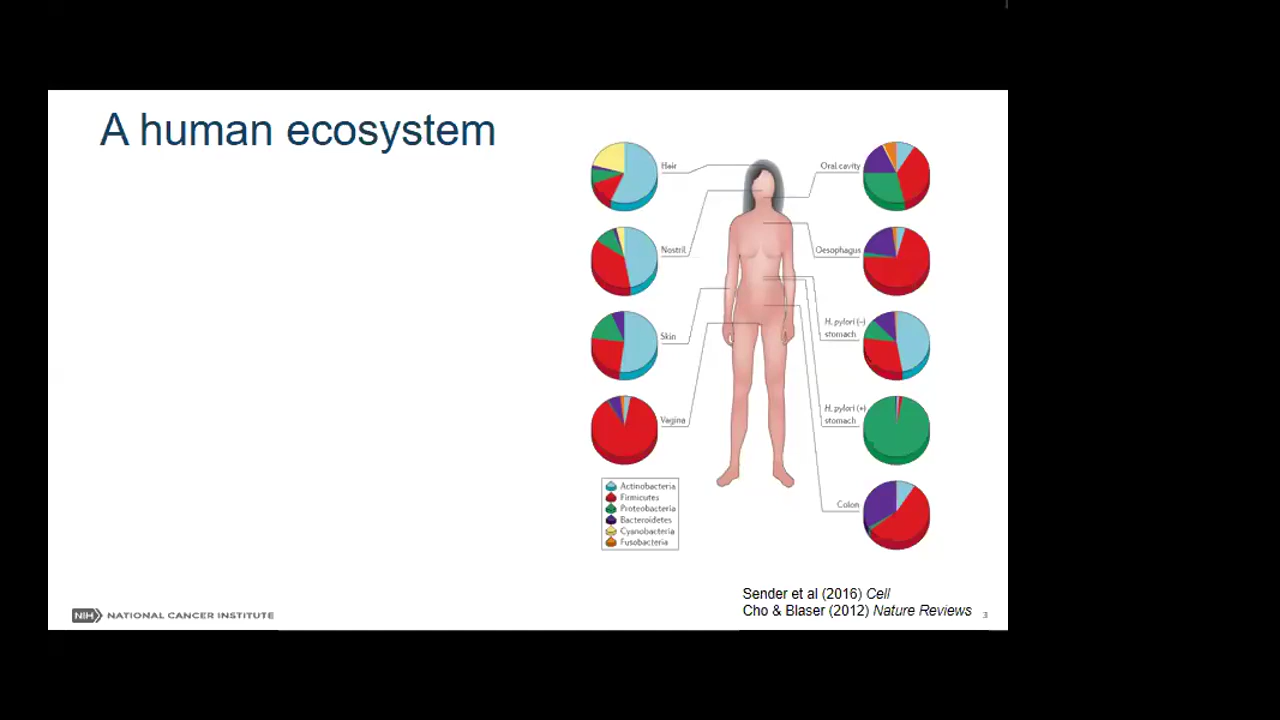 A human ecosystem
Hair
Nostril
Skin
Vagina
Oral cavity
Oesophagus
H. pylori (–)
stomach
H. pylori (+)
stomach
Colon
Actinobacteria
Firmicutes
Proteobacteria
Bacteroidetes
Cyanobacteria
Fusobacteria
Sender et al (2016) Cell
Cho & Blaser (2012) Nature Reviews
NIH NATIONAL CANCER INSTITUTE
3